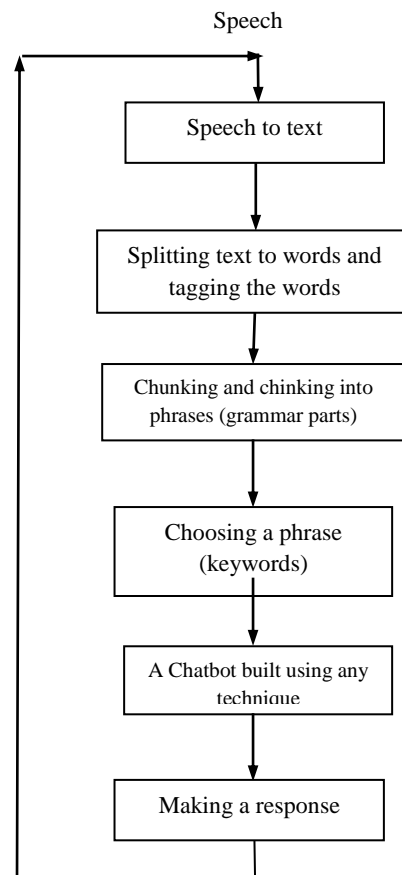 Speech
Speech to text
Splitting text to words and
tagging the words
Chunking and chinking into
phrases (grammar parts)
Choosing a phrase
(keywords)
A Chatbot built using any
technique
Making a response